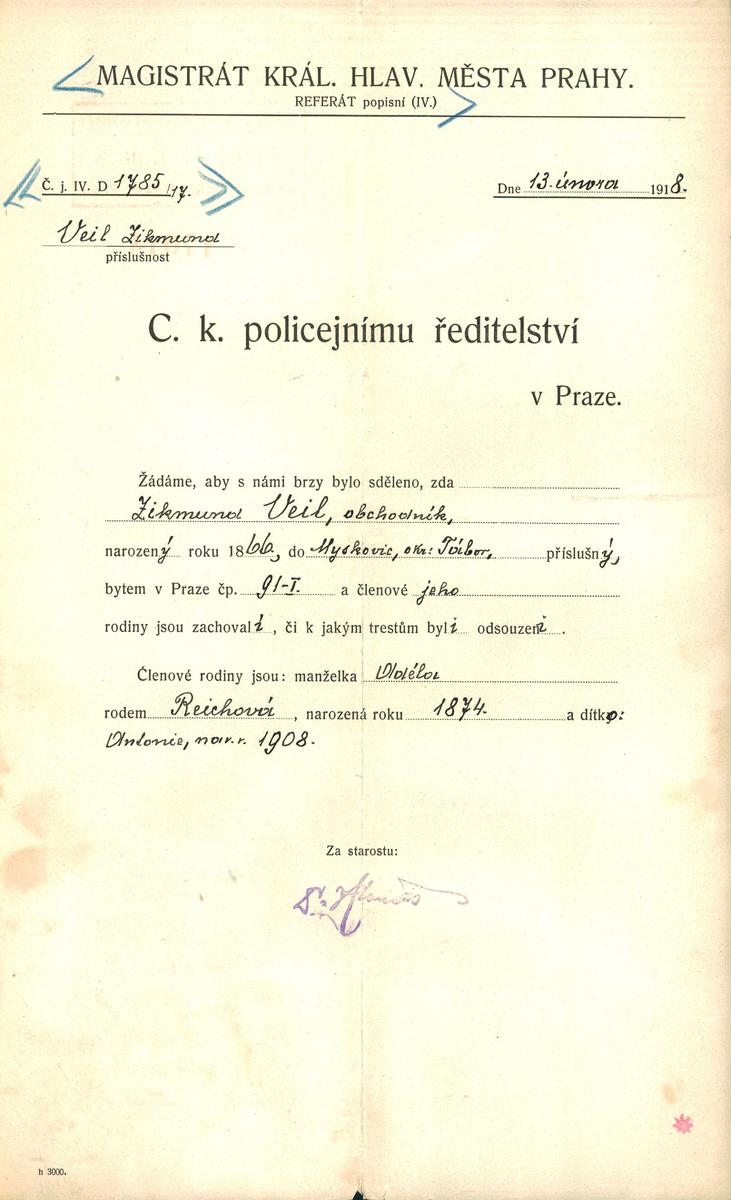 MAGISTRÁT KRÁL. HLAV. MĚSTA PRAHY.
REFERÁT popisní (IV.)
Č. j. IV. D 1785/17.
Dne 13. února 1918.
Veil Zikmund
příslušnost
C. k. policejnímu ředitelství
v Praze.
Žádáme, aby s námi brzy bylo sděleno, zda
Zikmund Veil, obchodník,
narozený roku 1866, do Myskovic, okr: Tábor, příslušný,
bytem v Praze čp. 91-I. a členové jeho
rodiny jsou zachovalí, či k jakým trestům byli odsouzeni.
Členové rodiny jsou: manželka Adéla
rodem Reichová, narozená roku 1874. a dítko:
Antonie, nar. r. 1908.
Za starostu:
h 3000.